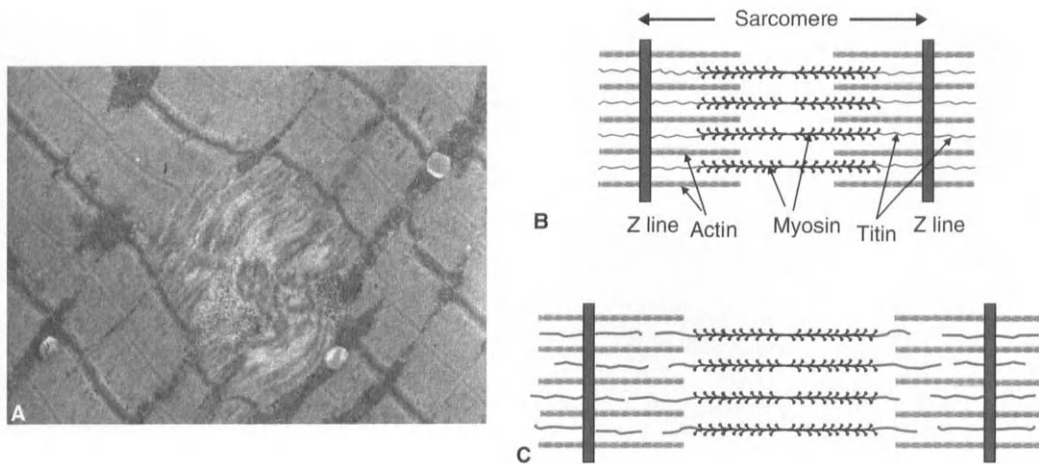 Sarcomere
Z line
Actin
Myosin
Titin
Z line
A
B
C